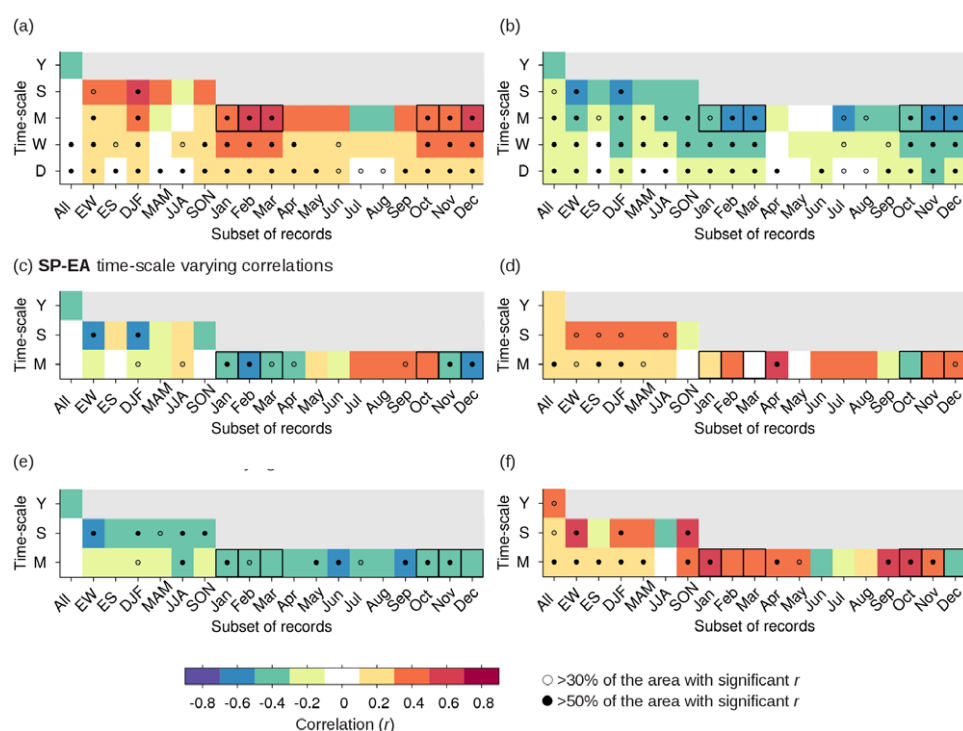 (a)
(b)
Time-scale
Y
S
M
W
D
All EW ES DJF MAM JJA SON Jan Feb Mar Apr May Jun Jul Aug Sep Oct Nov Dec
Subset of records
Time-scale
Y
S
M
W
D
All EW ES DJF MAM JJA SON Jan Feb Mar Apr May Jun Jul Aug Sep Oct Nov Dec
Subset of records
(c) SP-EA time-scale varying correlations
(d)
Time-scale
Y
S
M
All EW ES DJF MAM JJA SON Jan Feb Mar Apr May Jun Jul Aug Sep Oct Nov Dec
Subset of records
Time-scale
Y
S
M
All EW ES DJF MAM JJA SON Jan Feb Mar Apr May Jun Jul Aug Sep Oct Nov Dec
Subset of records
(e)
(f)
Time-scale
Y
S
M
All EW ES DJF MAM JJA SON Jan Feb Mar Apr May Jun Jul Aug Sep Oct Nov Dec
Subset of records
Time-scale
Y
S
M
All EW ES DJF MAM JJA SON Jan Feb Mar Apr May Jun Jul Aug Sep Oct Nov Dec
Subset of records
-0.8 -0.6 -0.4 -0.2 0 0.2 0.4 0.6 0.8
Correlation (r)
>30% of the area with significant r
>50% of the area with significant r